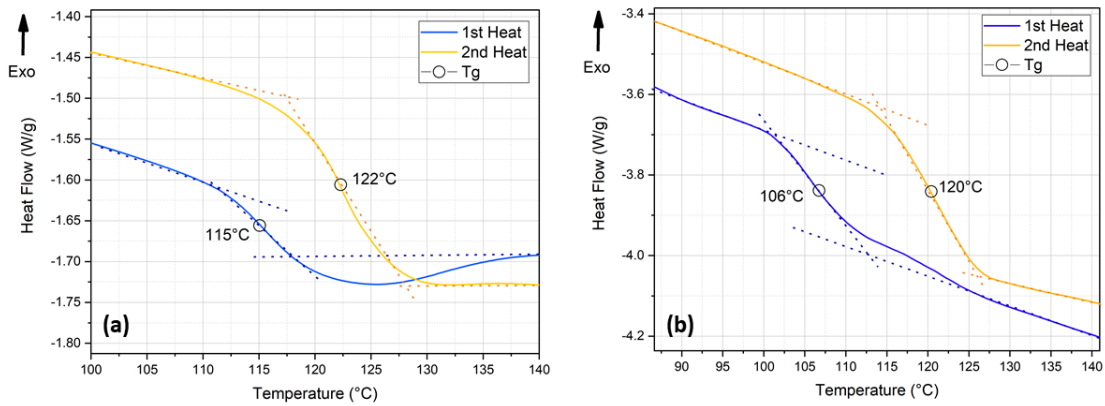 -1.40
-1.50
-1.55
-1.60
-1.65
-1.70
-1.75
-1.80
Exo
Heat Flow (W/g)
1st Heat
2nd Heat
Tg
122°C
115°C
(a)
100 105 110 115 120 125 130 135 140
Temperature (°C)
-3.4
-3.6
-3.8
-4.0
-4.2
Exo
Heat Flow (W/g)
1st Heat
2nd Heat
Tg
106°C
120°C
(b)
90 95 100 105 110 115 120 125 130 135 140
Temperature (°C)